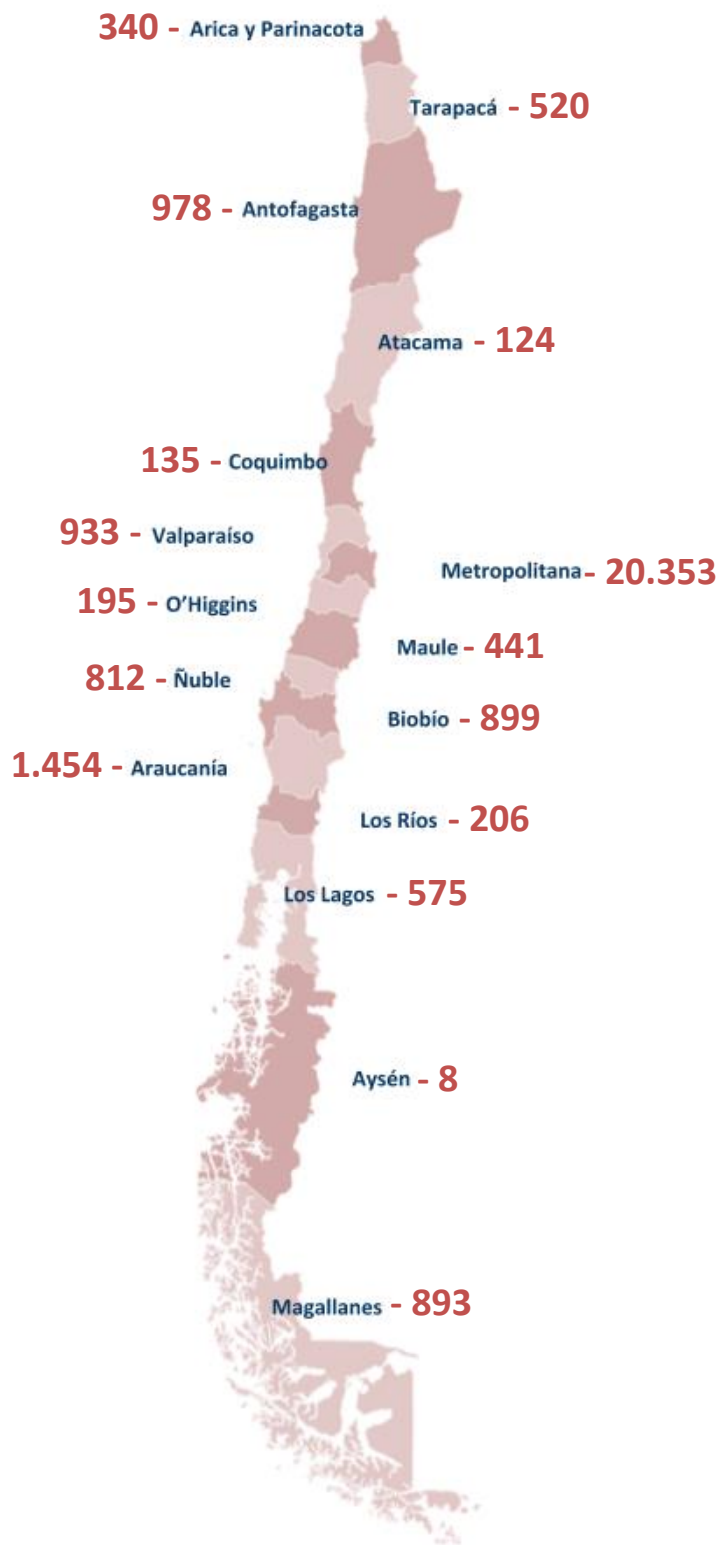 340 - Arica y Parinacota
Tarapacá - 520
978 - Antofagasta
Atacama - 124
135 - Coquimbo
933 - Valparaíso
Metropolitana - 20.353
195 - O’Higgins
Maule - 441
812 - Ñuble
Biobío - 899
1.454 - Araucanía
Los Ríos - 206
Los Lagos - 575
Aysén - 8
Magallanes - 893